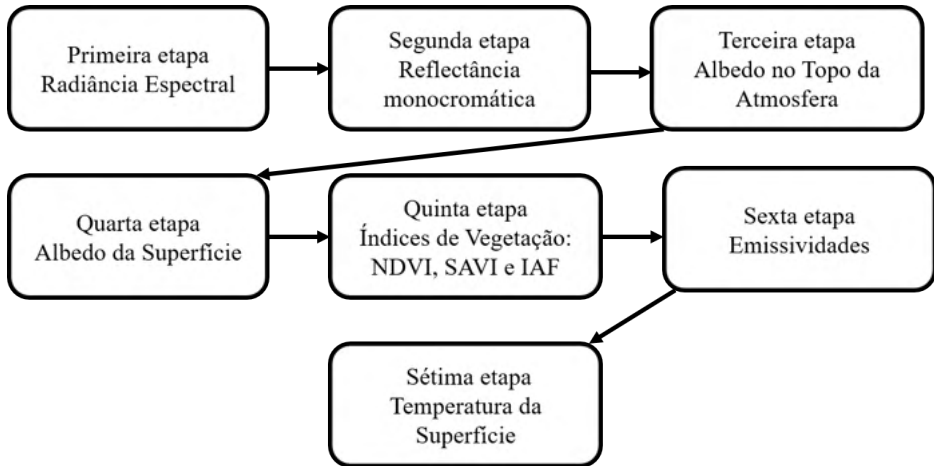 Primeira etapa
Radiância Espectral
Segunda etapa
Reflectância
monocromática
Terceira etapa
Albedo no Topo da
Atmosfera
Quarta etapa
Albedo da Superfície
Quinta etapa
Índices de Vegetação:
NDVI, SAVI e IAF
Sexta etapa
Emissividades
Sétima etapa
Temperatura da
Superfície